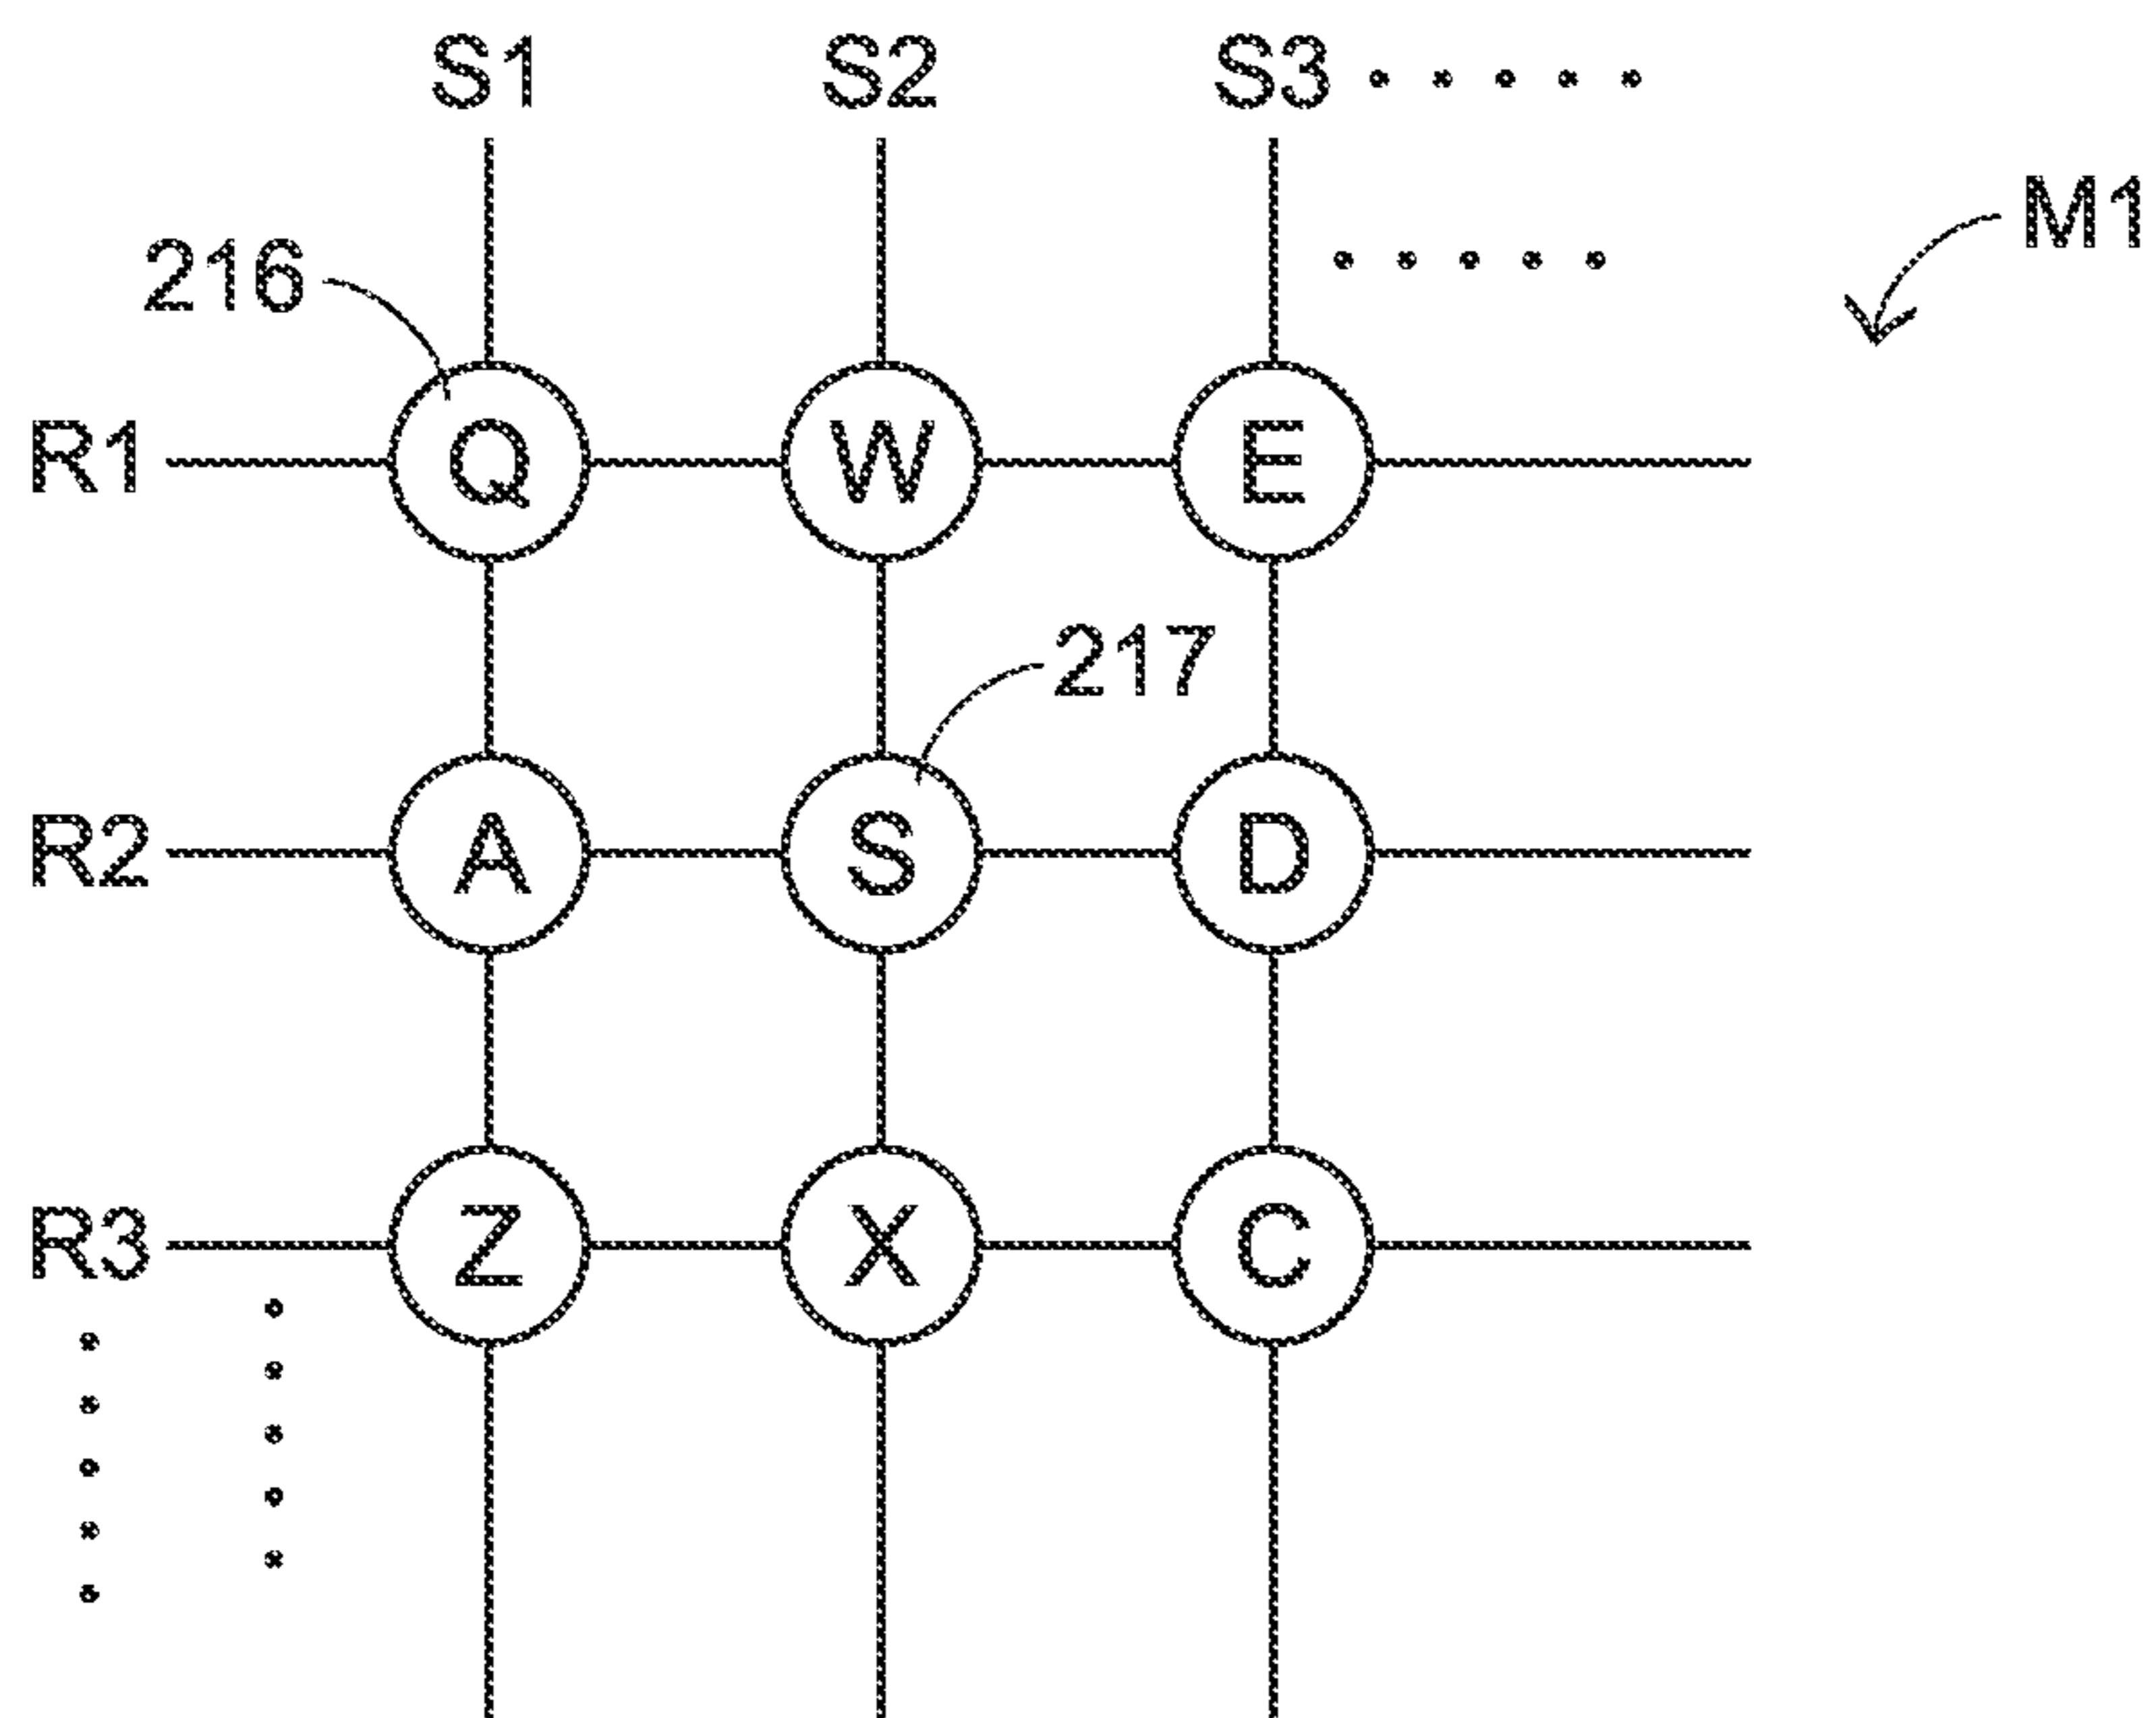 S1 S2 S3 . . . . .
M1
216 . . . . .
R1 Q W E
217
R2 A S D
R3 Z X C